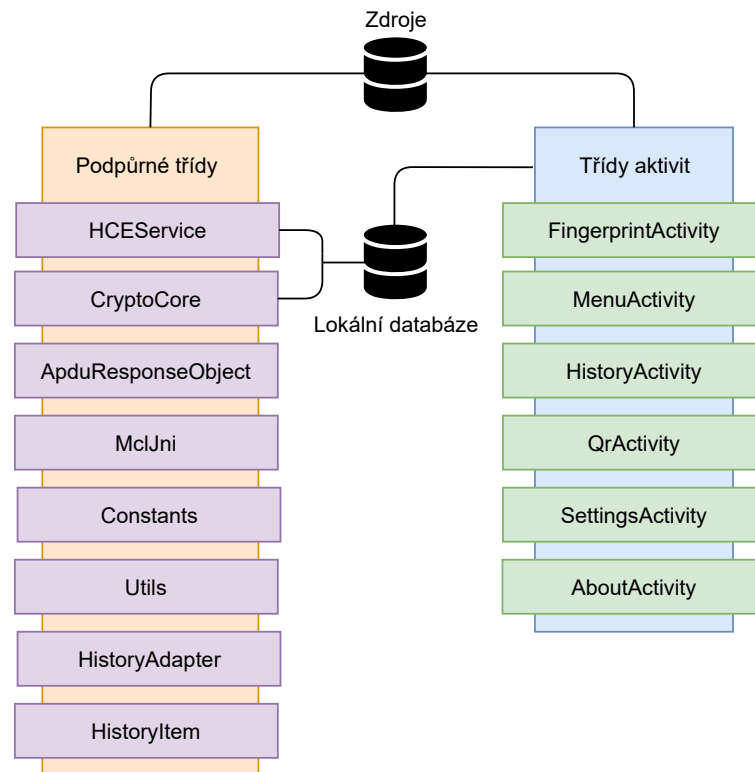 Zdroje
Podpůrné třídy
HCEService
CryptoCore
ApduResponseObject
MclJni
Constants
Utils
HistoryAdapter
HistoryItem
Lokální databáze
Třídy aktivit
FingerprintActivity
MenuActivity
HistoryActivity
QrActivity
SettingsActivity
AboutActivity